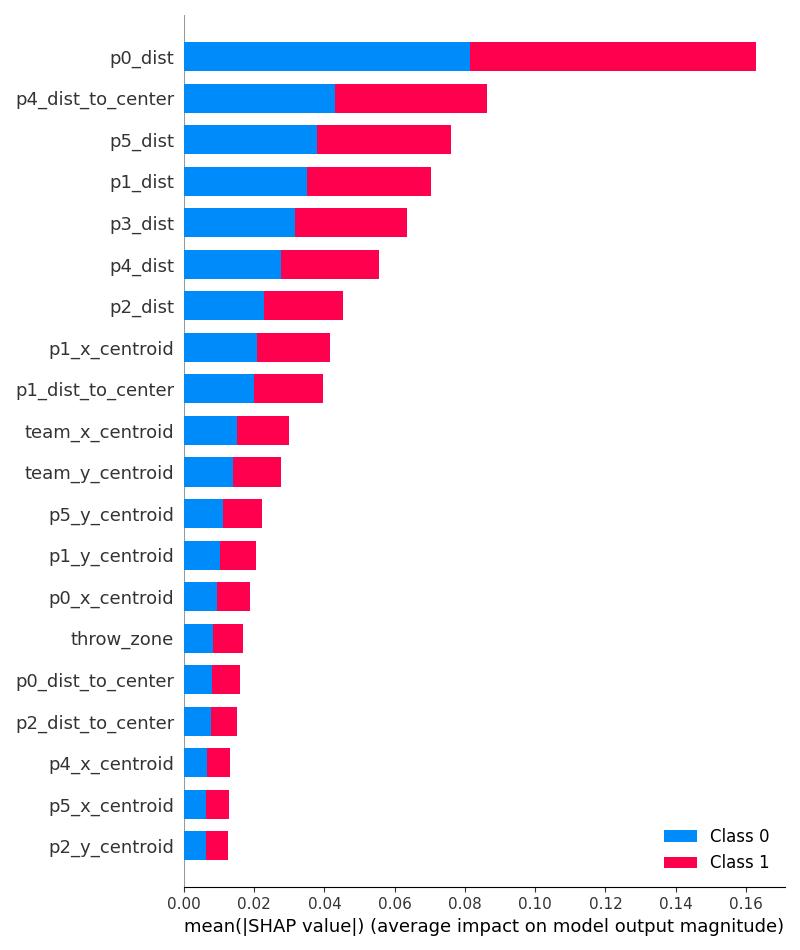 p0_dist
p4_dist_to_center
p5_dist
p1_dist
p3_dist
p4_dist
p2_dist
p1_x_centroid
p1_dist_to_center
team_x_centroid
team_y_centroid
p5_y_centroid
p1_y_centroid
p0_x_centroid
throw_zone
p0_dist_to_center
p2_dist_to_center
p4_x_centroid
p5_x_centroid
p2_y_centroid
Class 0
Class 1
0.00 0.02 0.04 0.06 0.08 0.10 0.12 0.14 0.16
mean(|SHAP value|) (average impact on model output magnitude)